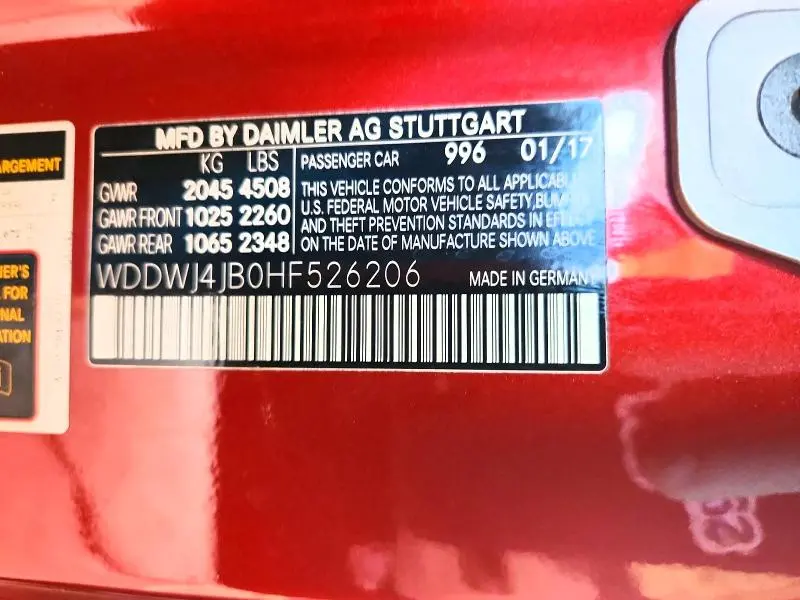 MFD BY DAIMLER AG STUTTGART
KG LBS
GVWR 2045 4508
GAWR FRONT 1025 2260
GAWR REAR 1065 2348
PASSENGER CAR 996 01/17
THIS VEHICLE CONFORMS TO ALL APPLICABLE
U.S. FEDERAL MOTOR VEHICLE SAFETY, BUMPER
AND THEFT PREVENTION STANDARDS IN EFFECT
ON THE DATE OF MANUFACTURE SHOWN ABOVE
WDDWJ4JB0HF526206
MADE IN GERMANY
ARGEMENT
NER'S
FOR
NAL
ATION